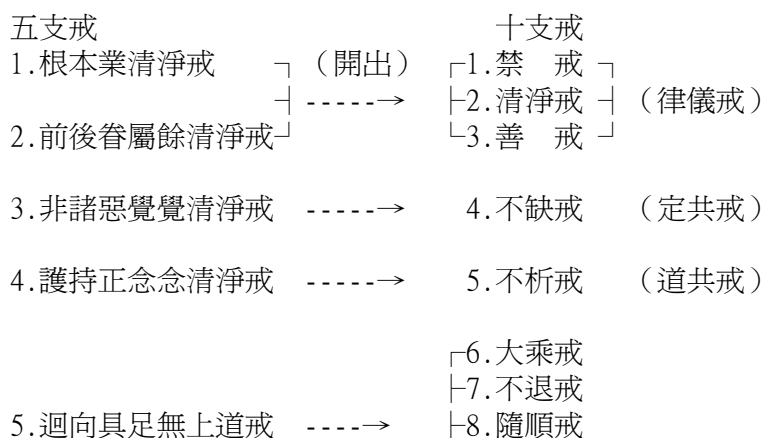 五支戒 十支戒
1.根本業清淨戒 ┐（開出） ┌1.禁 戒┐
┤-----→ ├2.清淨戒┤（律儀戒）
2.前後眷屬餘清淨戒┘ └3.善 戒┘
3.非諸惡覺覺清淨戒 -----→ 4.不缺戒 （定共戒）
4.護持正念念清淨戒 -----→ 5.不析戒 （道共戒）
┌6.大乘戒
├7.不退戒
5.迴向具足無上道戒 ----→ ├8.隨順戒